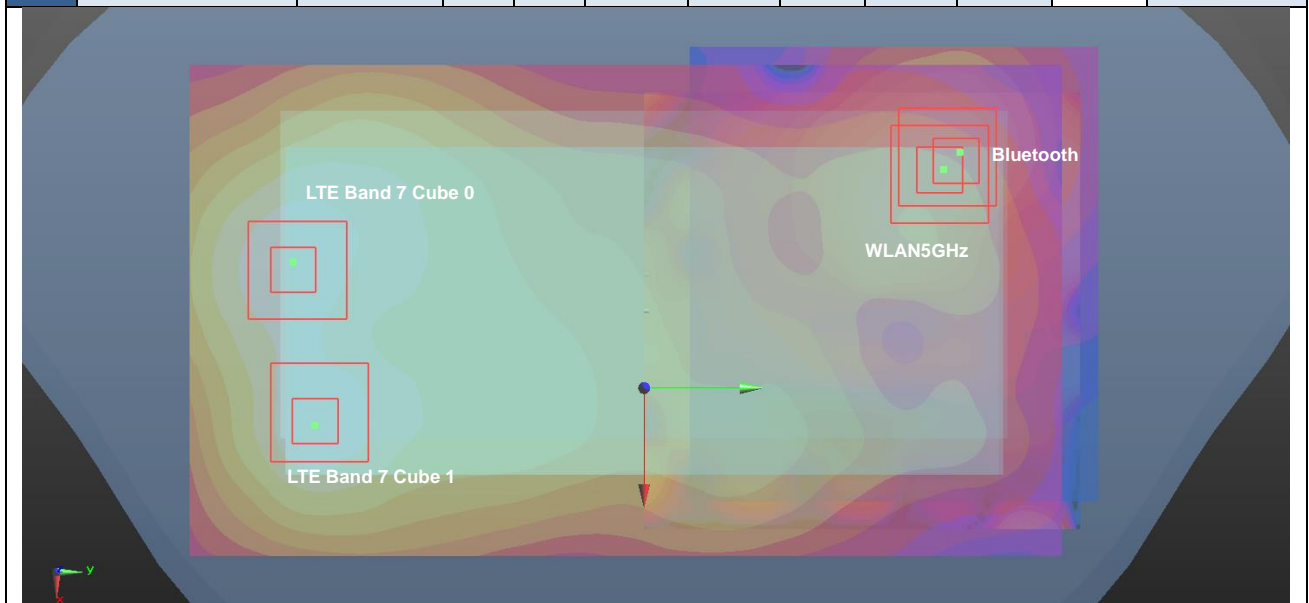 Bluetooth
LTE Band 7 Cube 0
WLAN5GHz
LTE Band 7 Cube 1
y
x